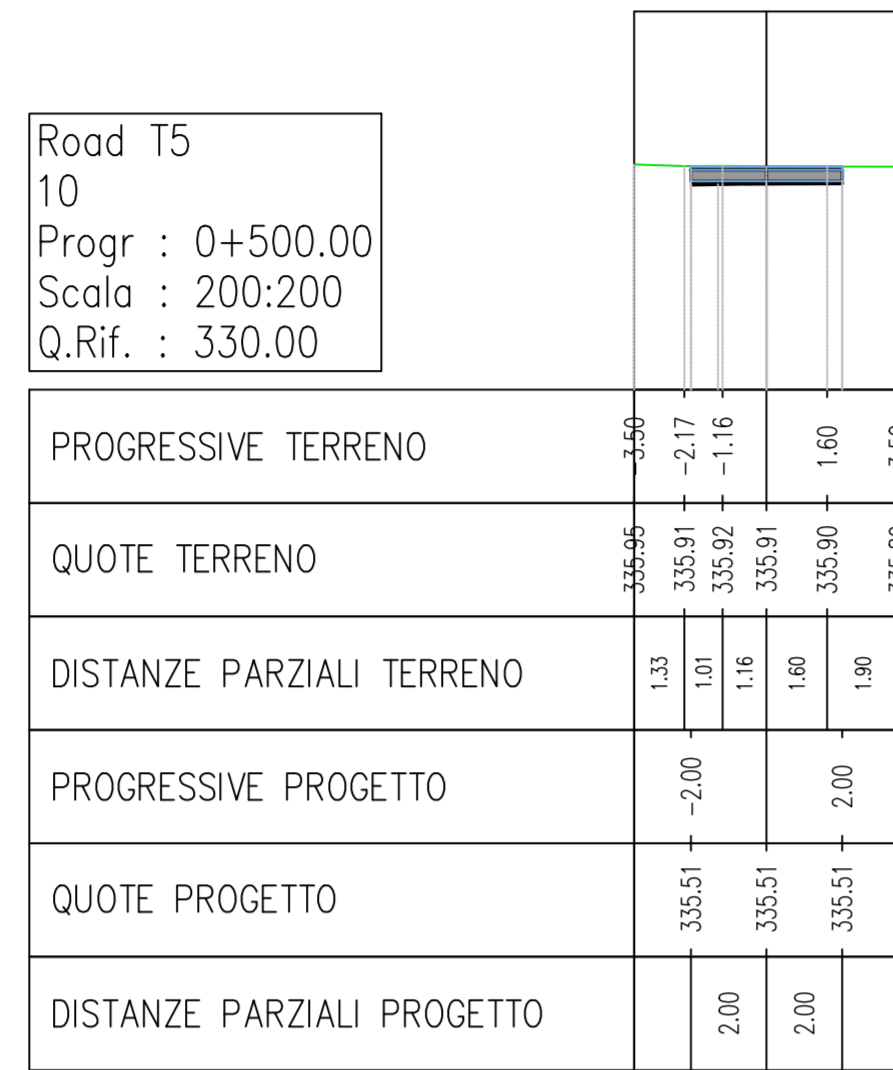 Road T5
10
Progr : 0+500.00
Scala : 200:200
Q.Rif. : 330.00
PROGRESSIVE TERRENO -3.50 -2.17 -1.16 1.60
QUOTE TERRENO 335.95 335.91 335.92 335.91 335.90
DISTANZE PARZIALI TERRENO 1.33 1.01 1.16 1.60 1.90
PROGRESSIVE PROGETTO -2.00 2.00
QUOTE PROGETTO 335.51 335.51 335.51
DISTANZE PARZIALI PROGETTO 2.00 2.00